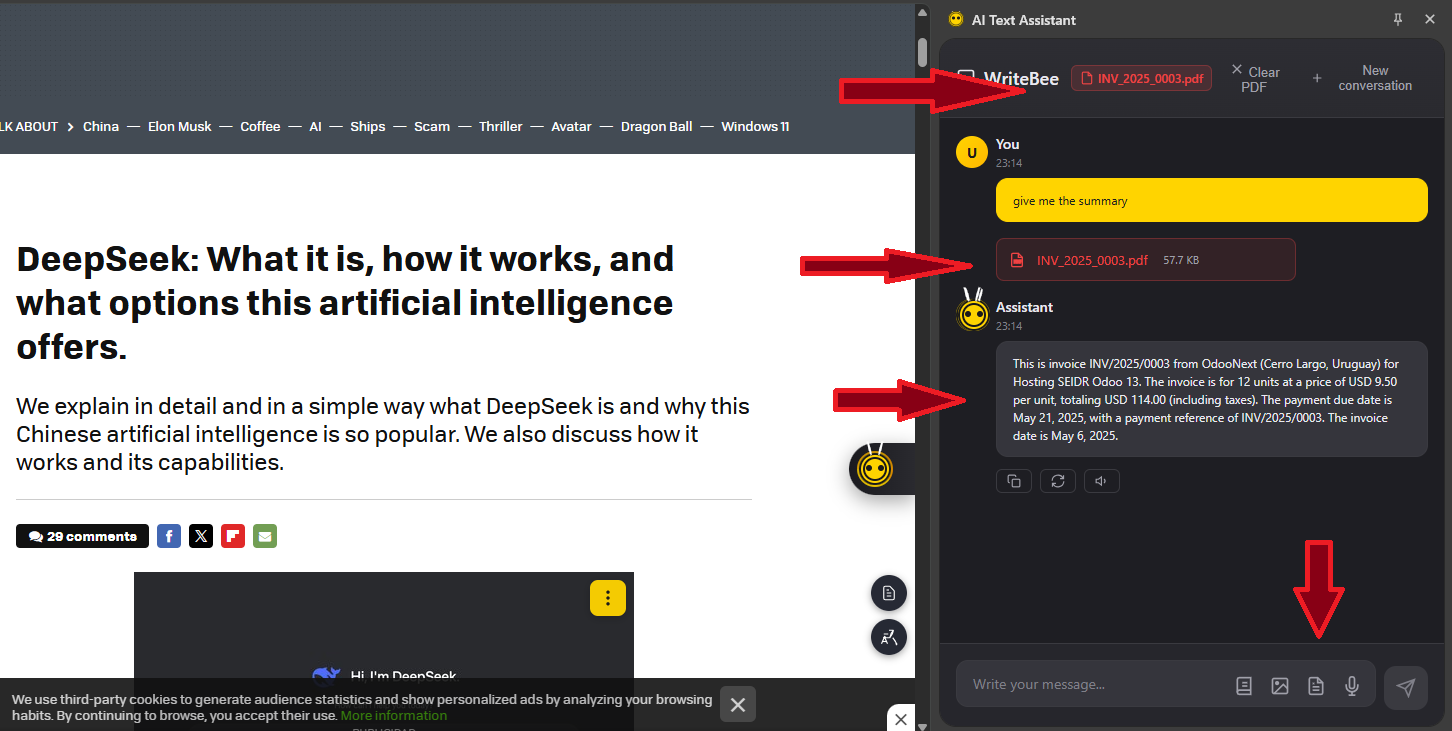 LK ABOUT > China — Elon Musk — Coffee — AI — Ships — Scam — Thriller — Avatar — Dragon Ball — Windows 11
DeepSeek: What it is, how it works, and
what options this artificial intelligence
offers.
We explain in detail and in a simple way what DeepSeek is and why this
Chinese artificial intelligence is so popular. We also discuss how it
works and its capabilities.
29 comments
Hi, I'm DeepSeek.
We use third-party cookies to generate audience statistics and show personalized ads by analyzing your browsing
habits. By continuing to browse, you accept their use. More information
AI Text Assistant
WriteBee
INV_2025_0003.pdf
Clear
PDF
New
conversation
U
You
23:14
give me the summary
INV_2025_0003.pdf 57.7 KB
Assistant
23:14
This is invoice INV/2025/0003 from OdooNext (Cerro Largo, Uruguay) for
Hosting SEIDR Odoo 13. The invoice is for 12 units at a price of USD 9.50
per unit, totaling USD 114.00 (including taxes). The payment due date is
May 21, 2025, with a payment reference of INV/2025/0003. The invoice
date is May 6, 2025.
Write your message...